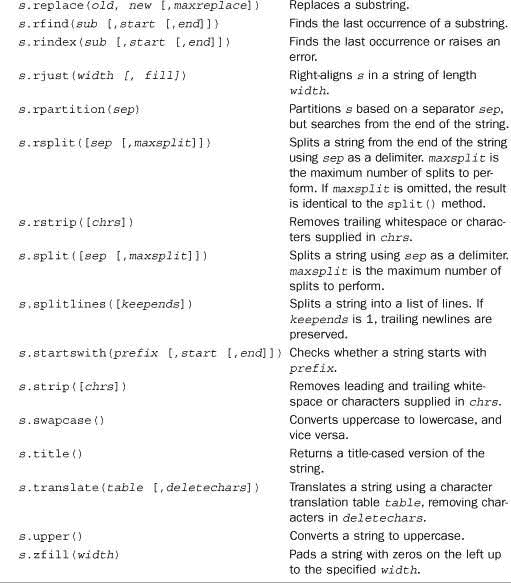 s.replace(old, new [,maxreplace]) Replaces a substring.
s.rfind(sub [,start [,end]]) Finds the last occurrence of a substring.
s.rindex(sub [,start [,end]]) Finds the last occurrence or raises an
error.
s.rjust(width [, fill]) Right-aligns s in a string of length
width.
s.rpartition(sep) Partitions s based on a separator sep,
but searches from the end of the string.
s.rsplit([sep [,maxsplit]]) Splits a string from the end of the string
using sep as a delimiter. maxsplit is
the maximum number of splits to per-
form. If maxsplit is omitted, the result
is identical to the split() method.
s.rstrip([chrs]) Removes trailing whitespace or charac-
ters supplied in chrs.
s.split([sep [,maxsplit]]) Splits a string using sep as a delimiter.
maxsplit is the maximum number of
splits to perform.
s.splitlines([keepends]) Splits a string into a list of lines. If
keepends is 1, trailing newlines are
preserved.
s.startswith(prefix [,start [,end]]) Checks whether a string starts with
prefix.
s.strip([chrs]) Removes leading and trailing white-
space or characters supplied in chrs.
s.swapcase() Converts uppercase to lowercase, and
vice versa.
s.title() Returns a title-cased version of the
string.
s.translate(table [,deletechars]) Translates a string using a character
translation table table, removing char-
acters in deletechars.
s.upper() Converts a string to uppercase.
s.zfill(width) Pads a string with zeros on the left up
to the specified width.